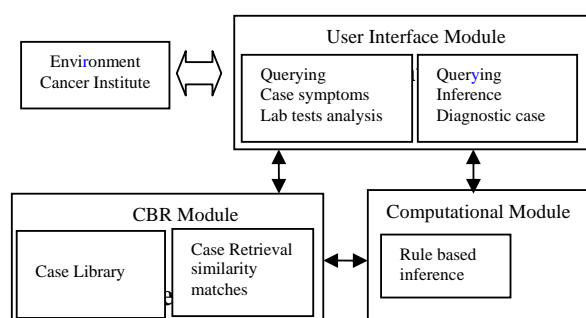 User Interface Module
Environment
Cancer Institute
Querying
Case symptoms
Lab tests analysis
Querying
Inference
Diagnostic case
CBR Module
Case Library
Case Retrieval
similarity
matches
Computational Module
Rule based
inference